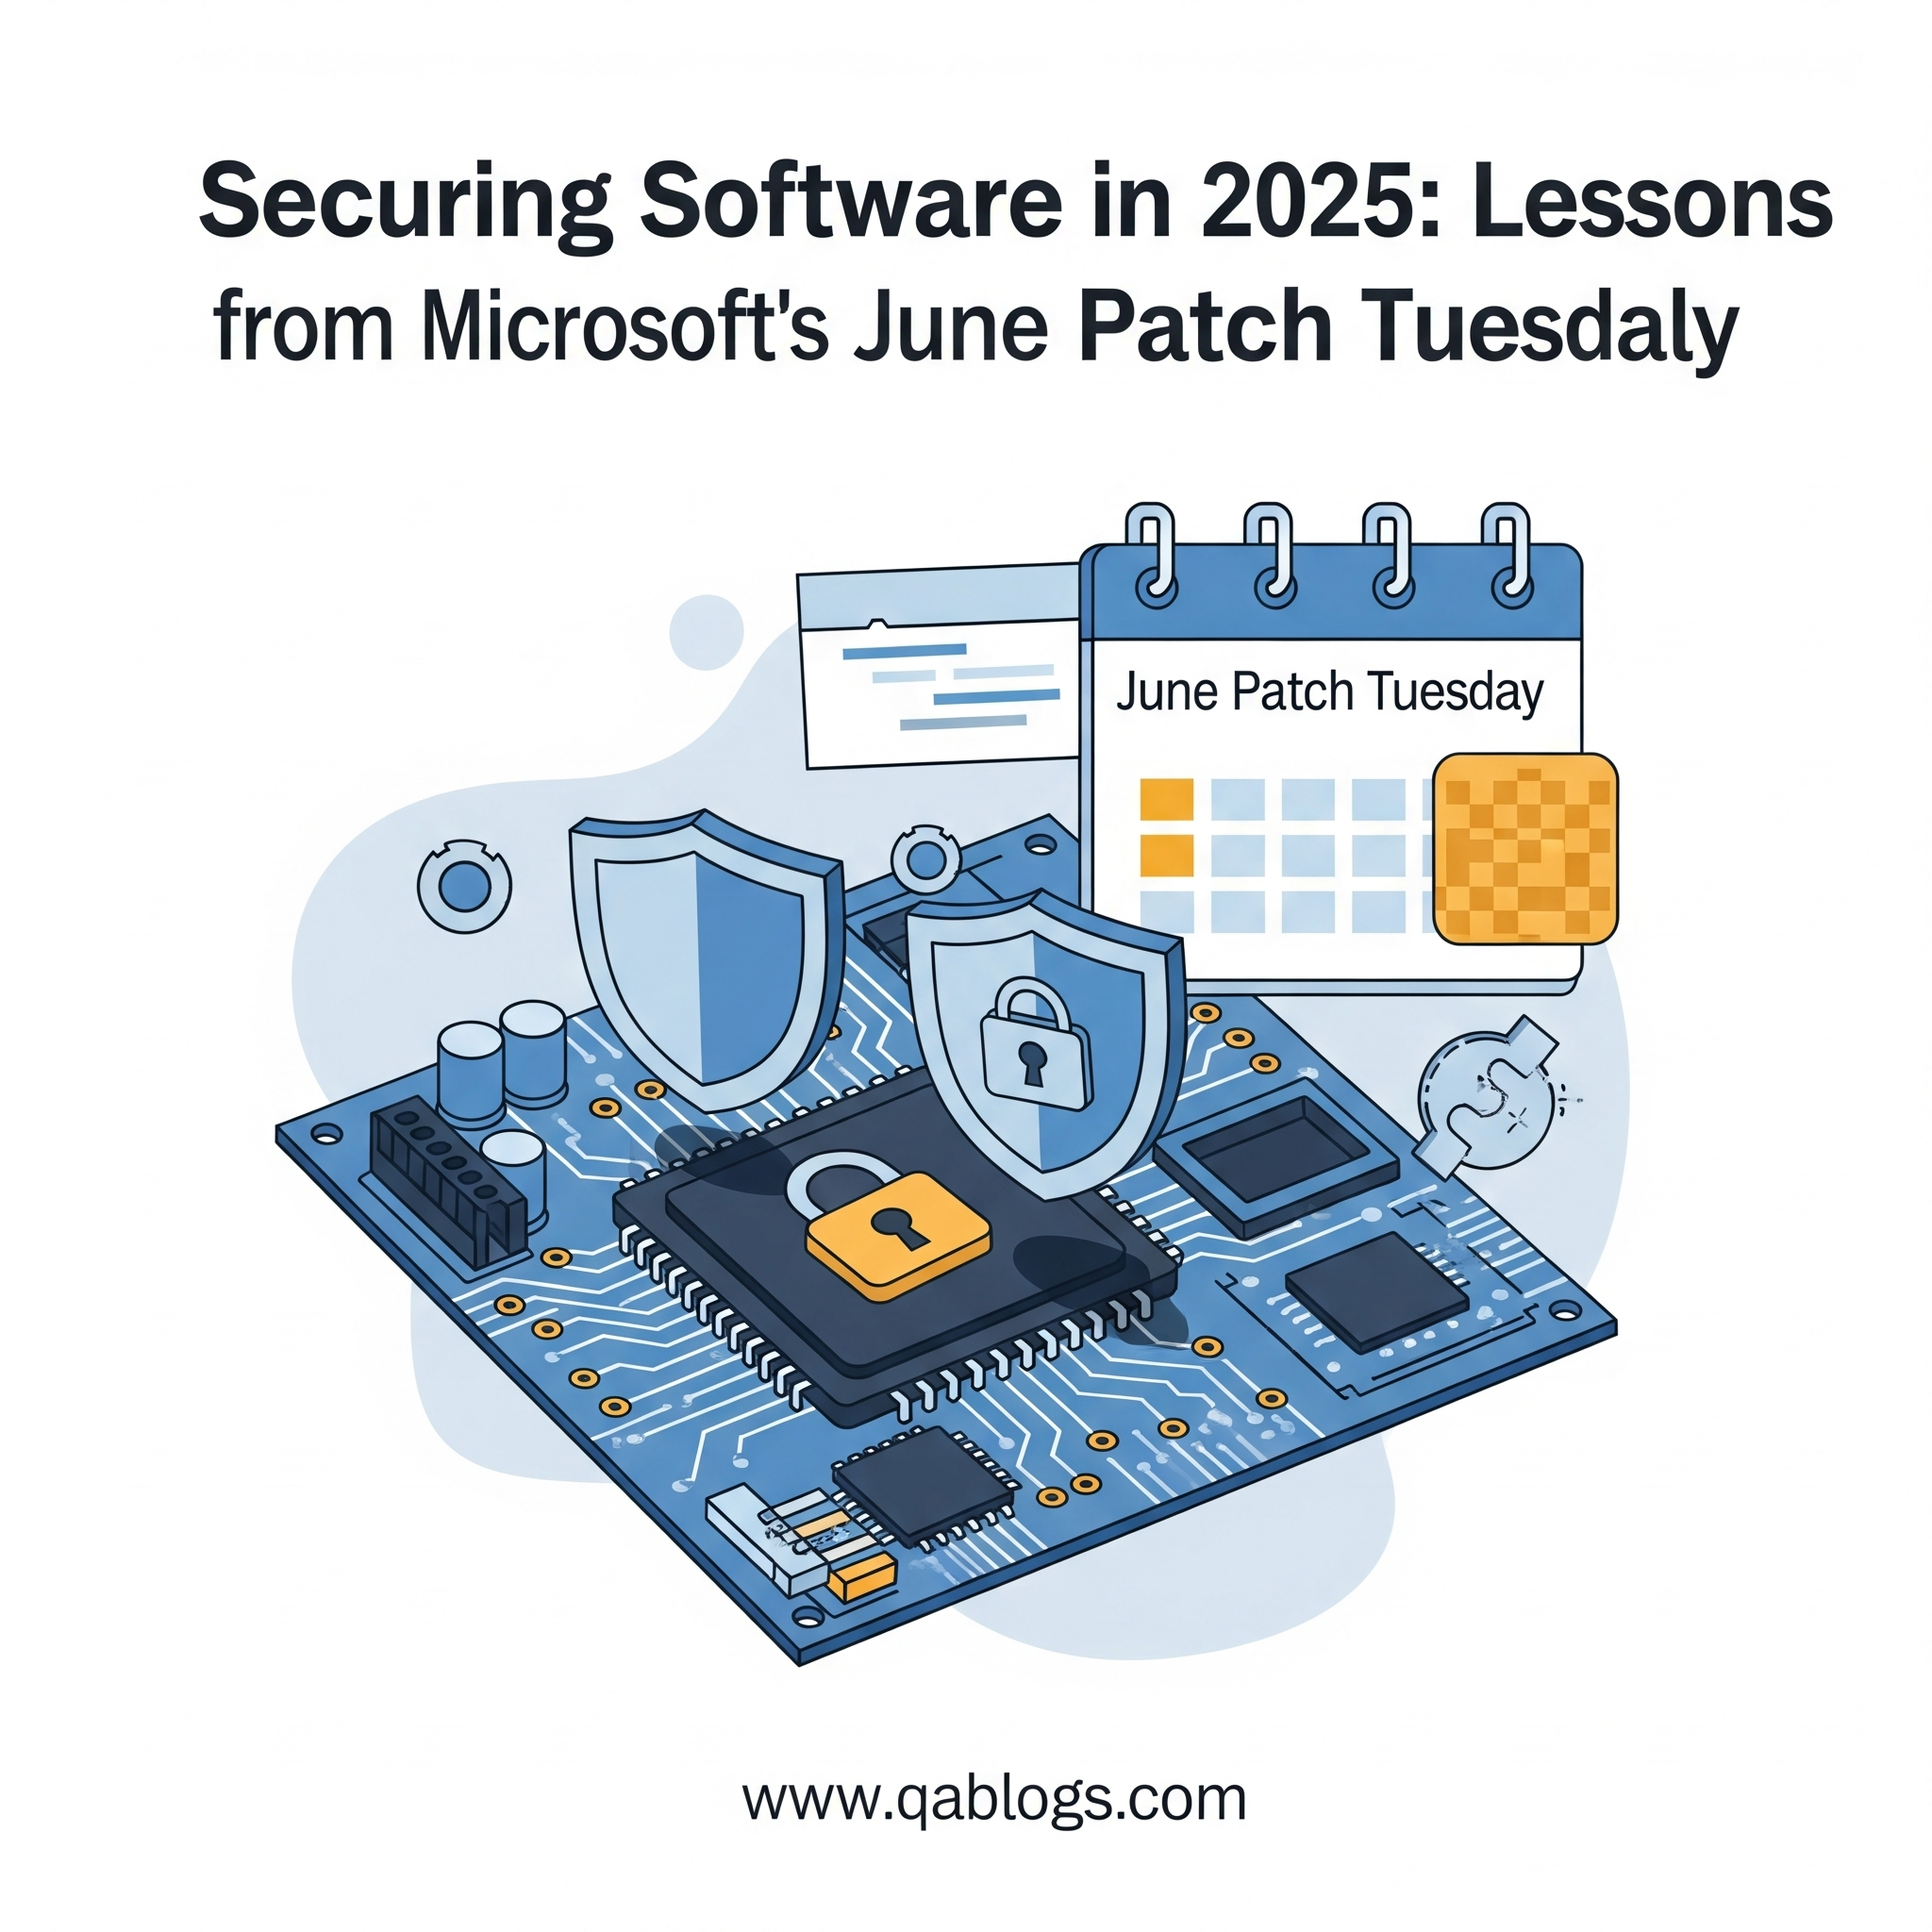 Securing Software in 2025: Lessons
from Microsoft's June Patch Tuesdaly
June Patch Tuesday
www.qablogs.com